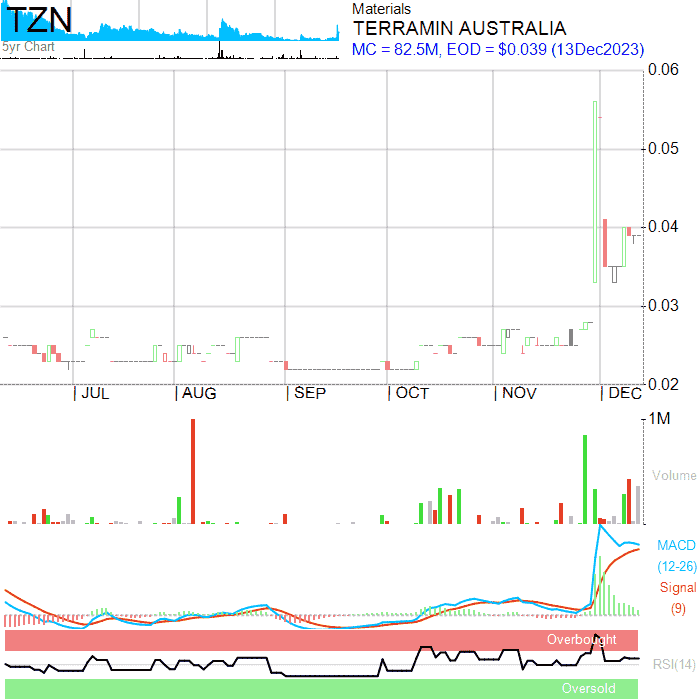 TZN
5yr Chart
Materials
TERRAMIN AUSTRALIA
MC = 82.5M, EOD = $0.039 (13Dec2023)
0.06
0.05
0.04
0.03
0.02
JUL AUG SEP OCT NOV DEC
1M
Volume
MACD
(12-26)
Signal
(9)
Overbought
RSI(14)
Oversold